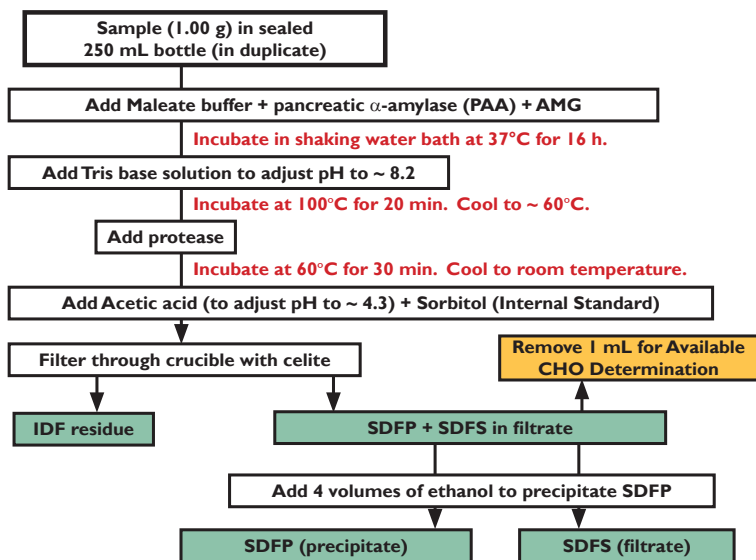 Sample (1.00 g) in sealed
250 mL bottle (in duplicate)
Add Maleate buffer + pancreatic α-amylase (PAA) + AMG
Incubate in shaking water bath at 37°C for 16 h.
Add Tris base solution to adjust pH to ~ 8.2
Incubate at 100°C for 20 min. Cool to ~ 60°C.
Add protease
Incubate at 60°C for 30 min. Cool to room temperature.
Add Acetic acid (to adjust pH to ~ 4.3) + Sorbitol (Internal Standard)
Filter through crucible with celite
Remove 1 mL for Available
CHO Determination
IDF residue
SDFP + SDFS in filtrate
Add 4 volumes of ethanol to precipitate SDFP
SDFP (precipitate)
SDFS (filtrate)